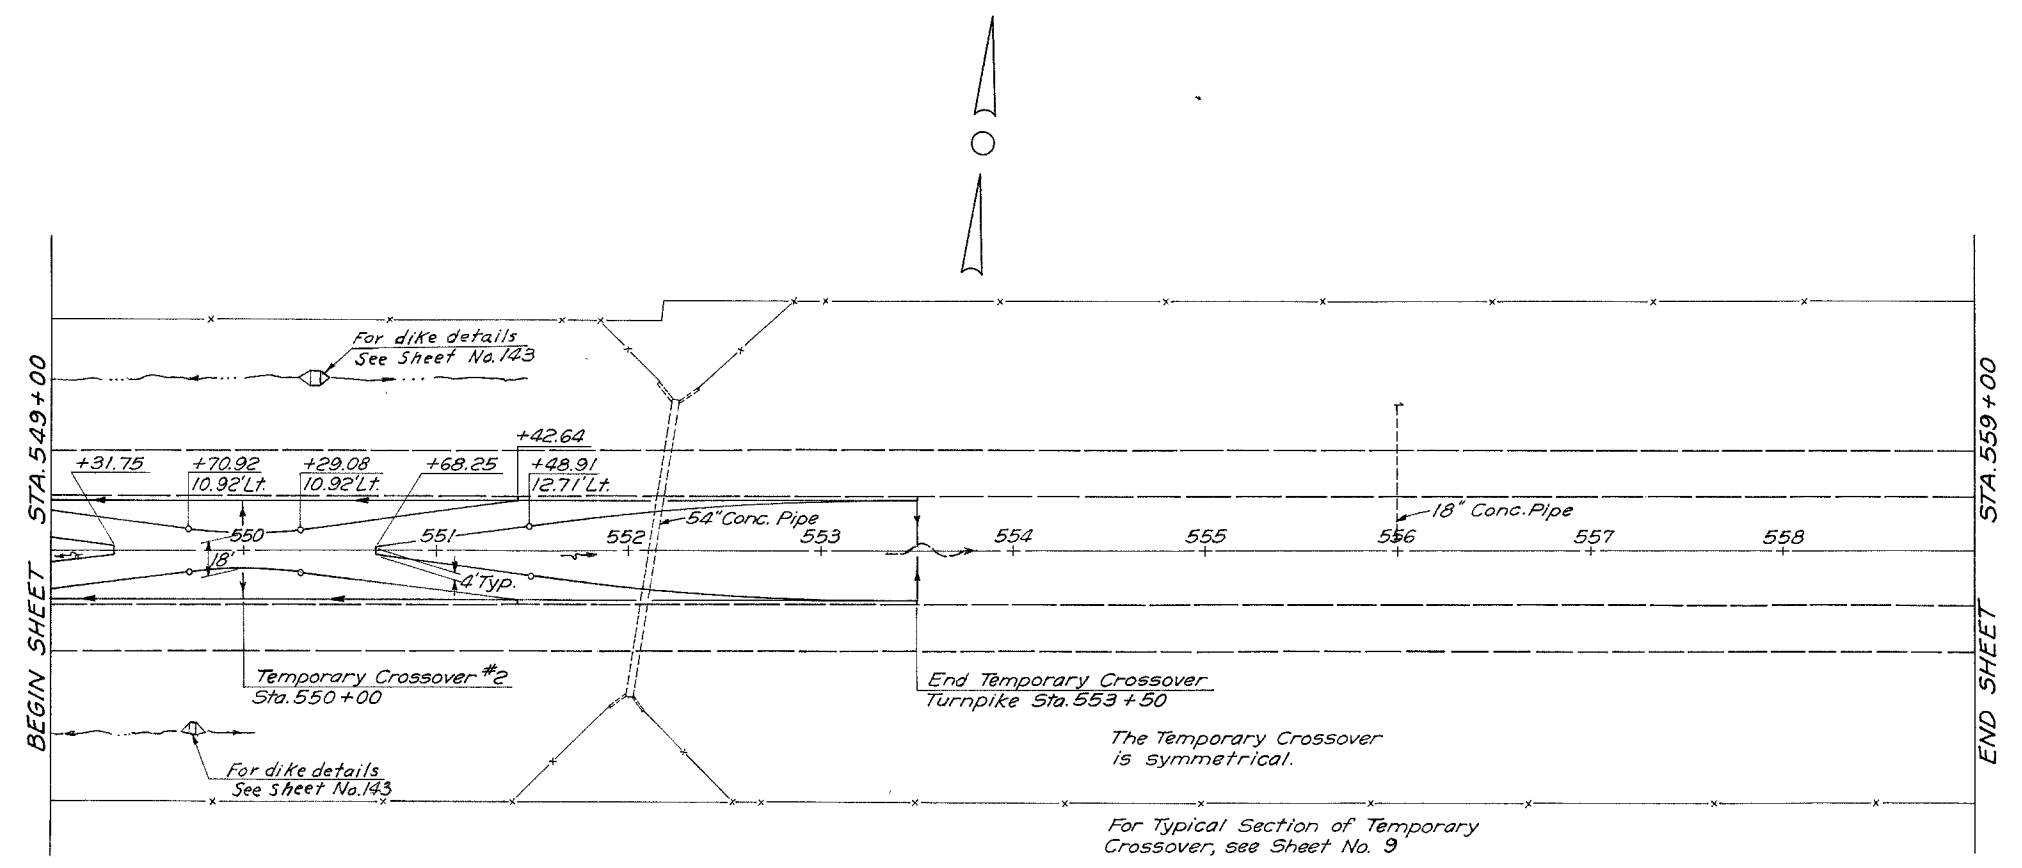 BEGIN SHEET STA. 549+00
For dike details
See Sheet No. 143
+42.64
+31.75
+70.92
10.92' Lt.
+29.08
10.92' Lt.
+68.25
+48.91
12.71' Lt.
54" Conc. Pipe
18" Conc. Pipe
550
551
552
553
554
555
556
557
558
18'
4' Typ.
Temporary Crossover #2
Sta. 550+00
End Temporary Crossover
Turnpike Sta. 553+50
The Temporary Crossover
is symmetrical.
For dike details
See sheet No. 143
For Typical Section of Temporary
Crossover, see Sheet No. 9
END SHEET STA. 559+00